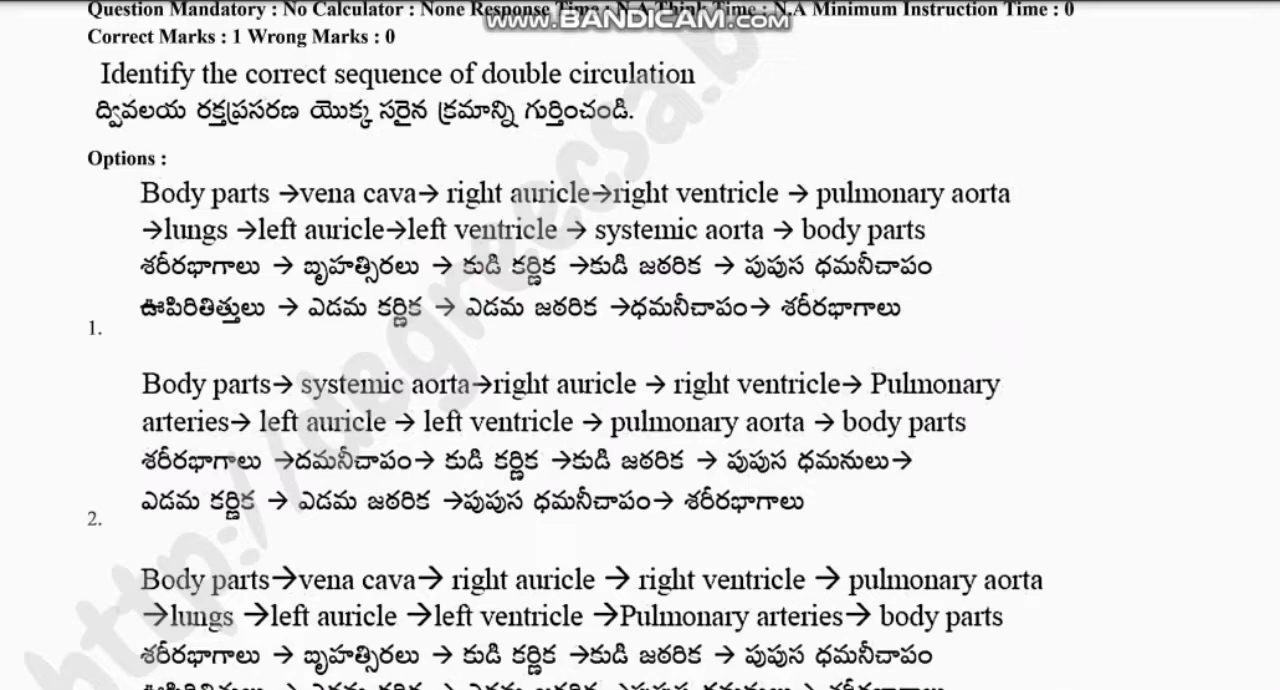 Question Mandatory : No Calculator : None Response Time : N.A Think Time : N.A Minimum Instruction Time : 0
www.BANDICAM.com
Correct Marks : 1 Wrong Marks : 0
Identify the correct sequence of double circulation
ద్వివలయ రక్తప్రసరణ యొక్క సరైన క్రమాన్ని గుర్తించండి.
Options :
Body parts →vena cava→ right auricle→right ventricle → pulmonary aorta
→lungs →left auricle→left ventricle → systemic aorta → body parts
శరీరభాగాలు → బృహత్సిరలు → కుడి కర్ణిక →కుడి జఠరిక → పుపుస ధమనీచాపం
ఊపిరితిత్తులు → ఎడమ కర్ణిక → ఎడమ జఠరిక →ధమనీచాపం→ శరీరభాగాలు
1.
Body parts→ systemic aorta→right auricle → right ventricle→ Pulmonary
arteries→ left auricle → left ventricle → pulmonary aorta → body parts
శరీరభాగాలు →దమనీచాపం→ కుడి కర్ణిక →కుడి జఠరిక → పుపుస ధమనులు→
ఎడమ కర్ణిక → ఎడమ జఠరిక →పుపుస ధమనీచాపం→ శరీరభాగాలు
2.
Body parts→vena cava→ right auricle → right ventricle → pulmonary aorta
→lungs →left auricle →left ventricle →Pulmonary arteries→ body parts
శరీరభాగాలు → బృహత్సిరలు → కుడి కర్ణిక →కుడి జఠరిక → పుపుస ధమనీచాపం
http://degreecsa.b